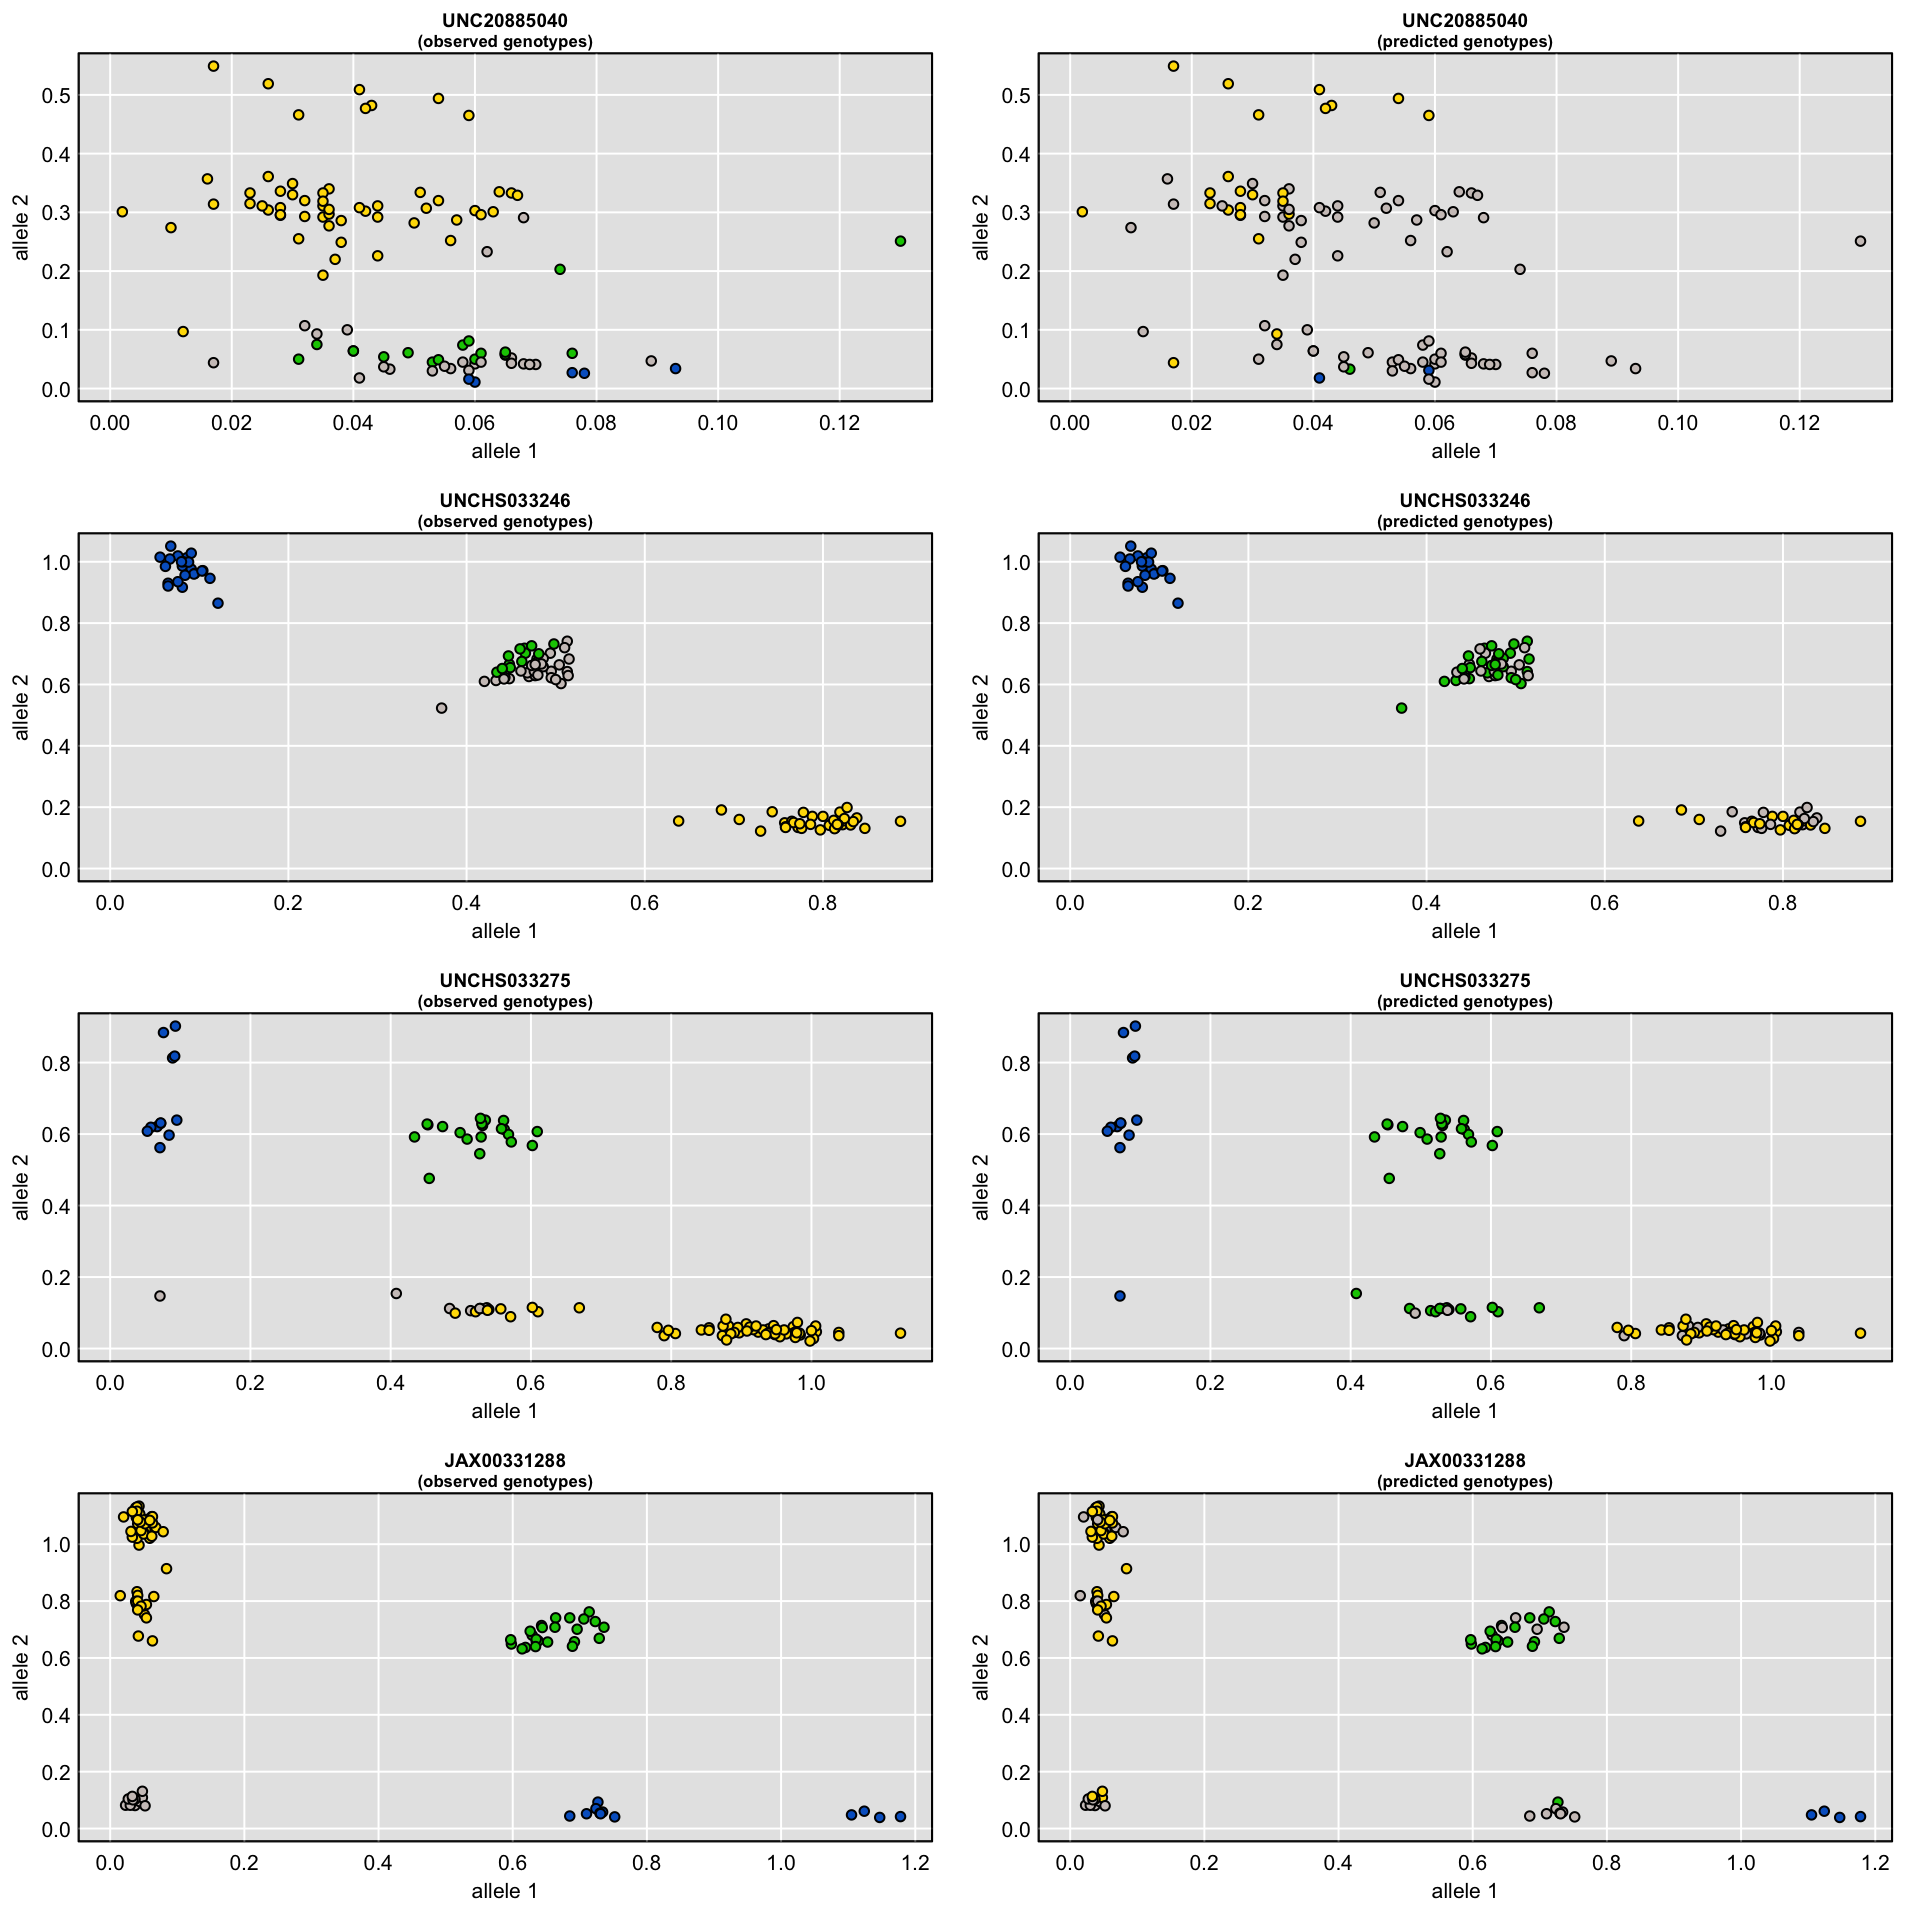 UNC20885040
(observed genotypes)
allele 2
0.5
0.4
0.3
0.2
0.1
0.0
0.00 0.02 0.04 0.06 0.08 0.10 0.12
allele 1
UNC20885040
(predicted genotypes)
allele 2
0.5
0.4
0.3
0.2
0.1
0.0
0.00 0.02 0.04 0.06 0.08 0.10 0.12
allele 1
UNCHS033246
(observed genotypes)
allele 2
1.0
0.8
0.6
0.4
0.2
0.0
0.0 0.2 0.4 0.6 0.8
allele 1
UNCHS033246
(predicted genotypes)
allele 2
1.0
0.8
0.6
0.4
0.2
0.0
0.0 0.2 0.4 0.6 0.8
allele 1
UNCHS033275
(observed genotypes)
allele 2
0.8
0.6
0.4
0.2
0.0
0.0 0.2 0.4 0.6 0.8 1.0
allele 1
UNCHS033275
(predicted genotypes)
allele 2
0.8
0.6
0.4
0.2
0.0
0.0 0.2 0.4 0.6 0.8 1.0
allele 1
JAX00331288
(observed genotypes)
allele 2
1.0
0.8
0.6
0.4
0.2
0.0
0.0 0.2 0.4 0.6 0.8 1.0 1.2
allele 1
JAX00331288
(predicted genotypes)
allele 2
1.0
0.8
0.6
0.4
0.2
0.0
0.0 0.2 0.4 0.6 0.8 1.0 1.2
allele 1